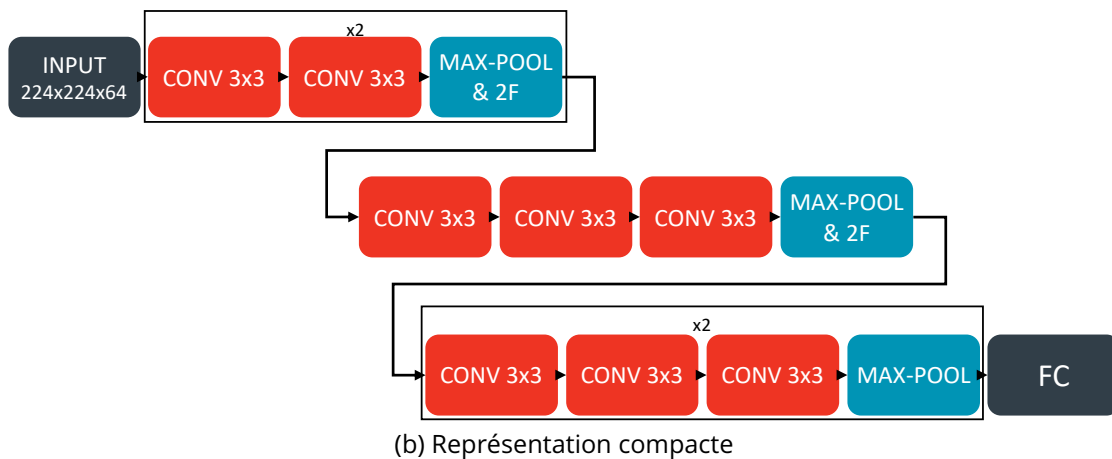 x2
INPUT
224x224x64
CONV 3x3
CONV 3x3
MAX-POOL
& 2F
CONV 3x3
CONV 3x3
CONV 3x3
MAX-POOL
& 2F
x2
CONV 3x3
CONV 3x3
CONV 3x3
MAX-POOL
FC
(b) Représentation compacte